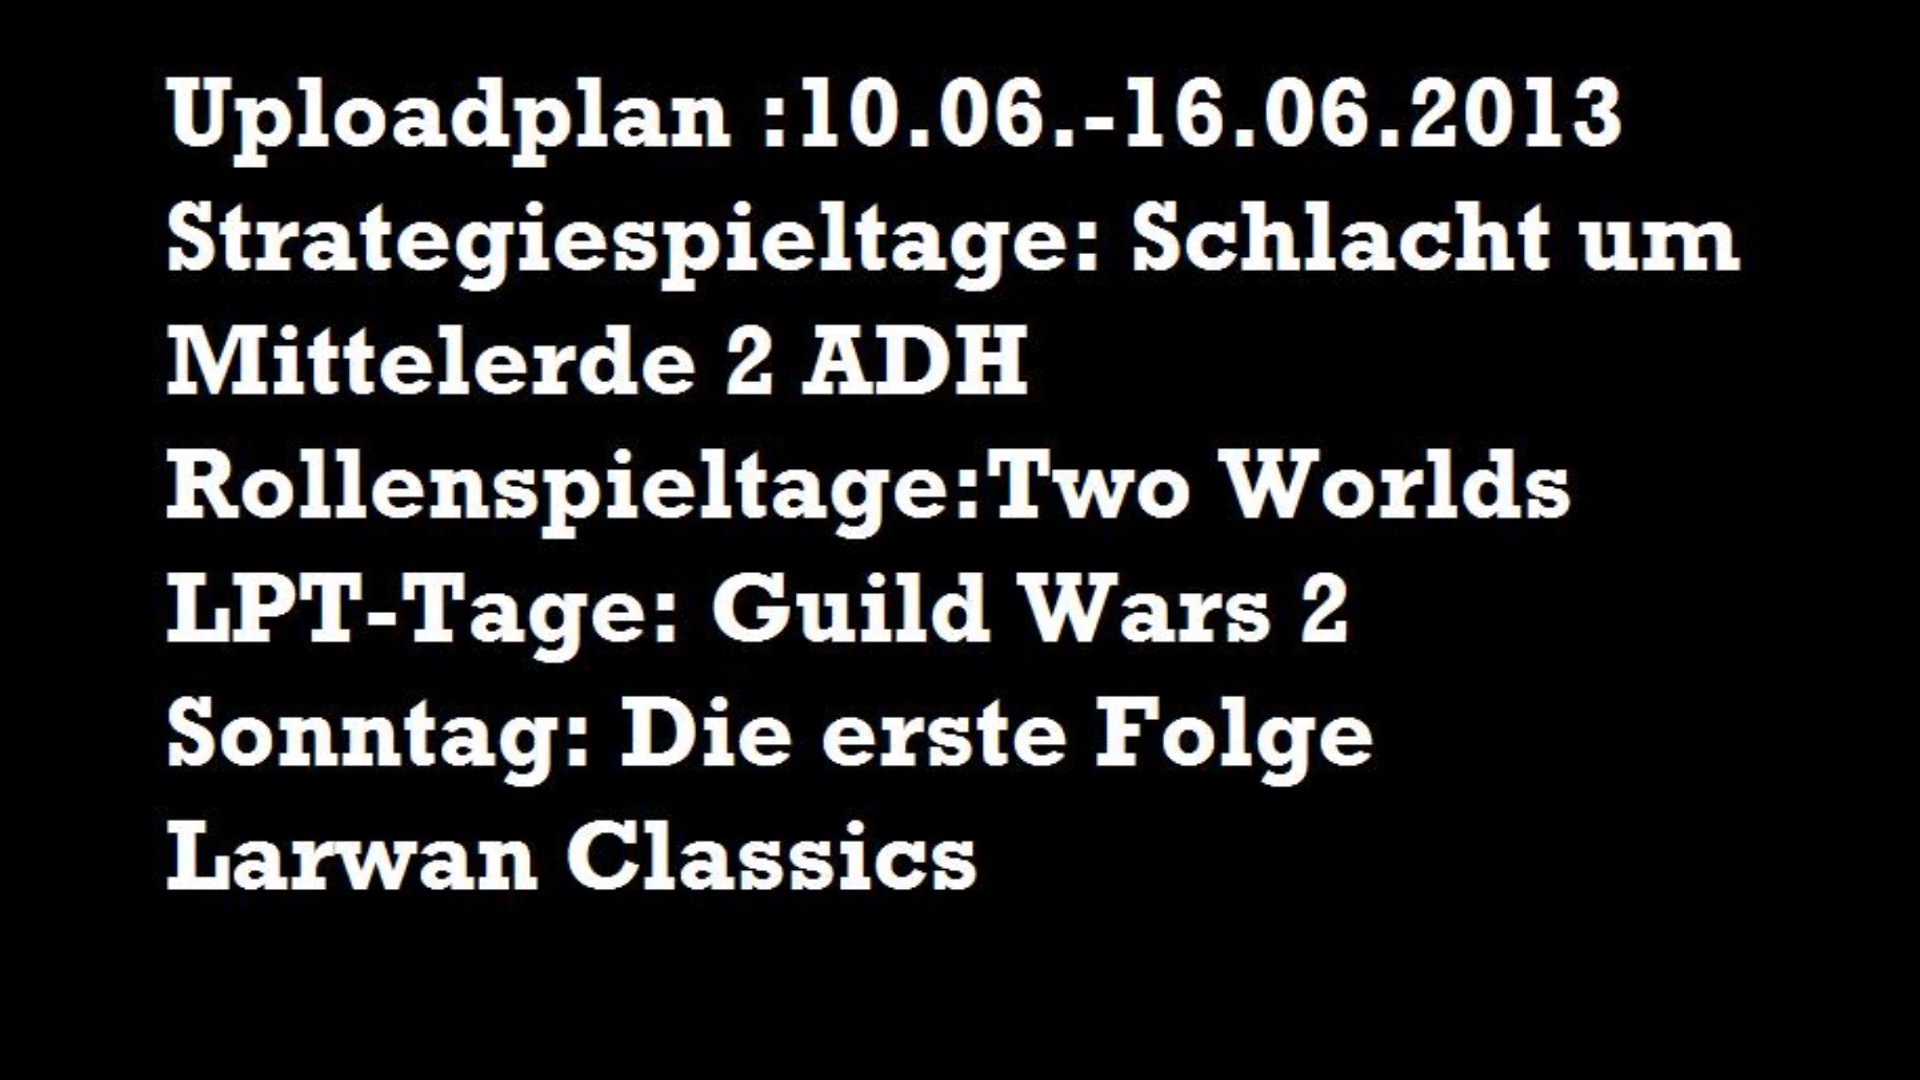 Uploadplan :10.06.-16.06.2013
Strategiespieltage: Schlacht um
Mittelerde 2 ADH
Rollenspieltage:Two Worlds
LPT-Tage: Guild Wars 2
Sonntag: Die erste Folge
Larwan Classics